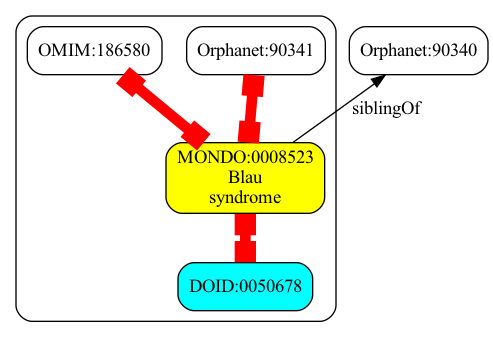 OMIM:186580
Orphanet:90341
Orphanet:90340
siblingOf
MONDO:0008523
Blau
syndrome
DOID:0050678